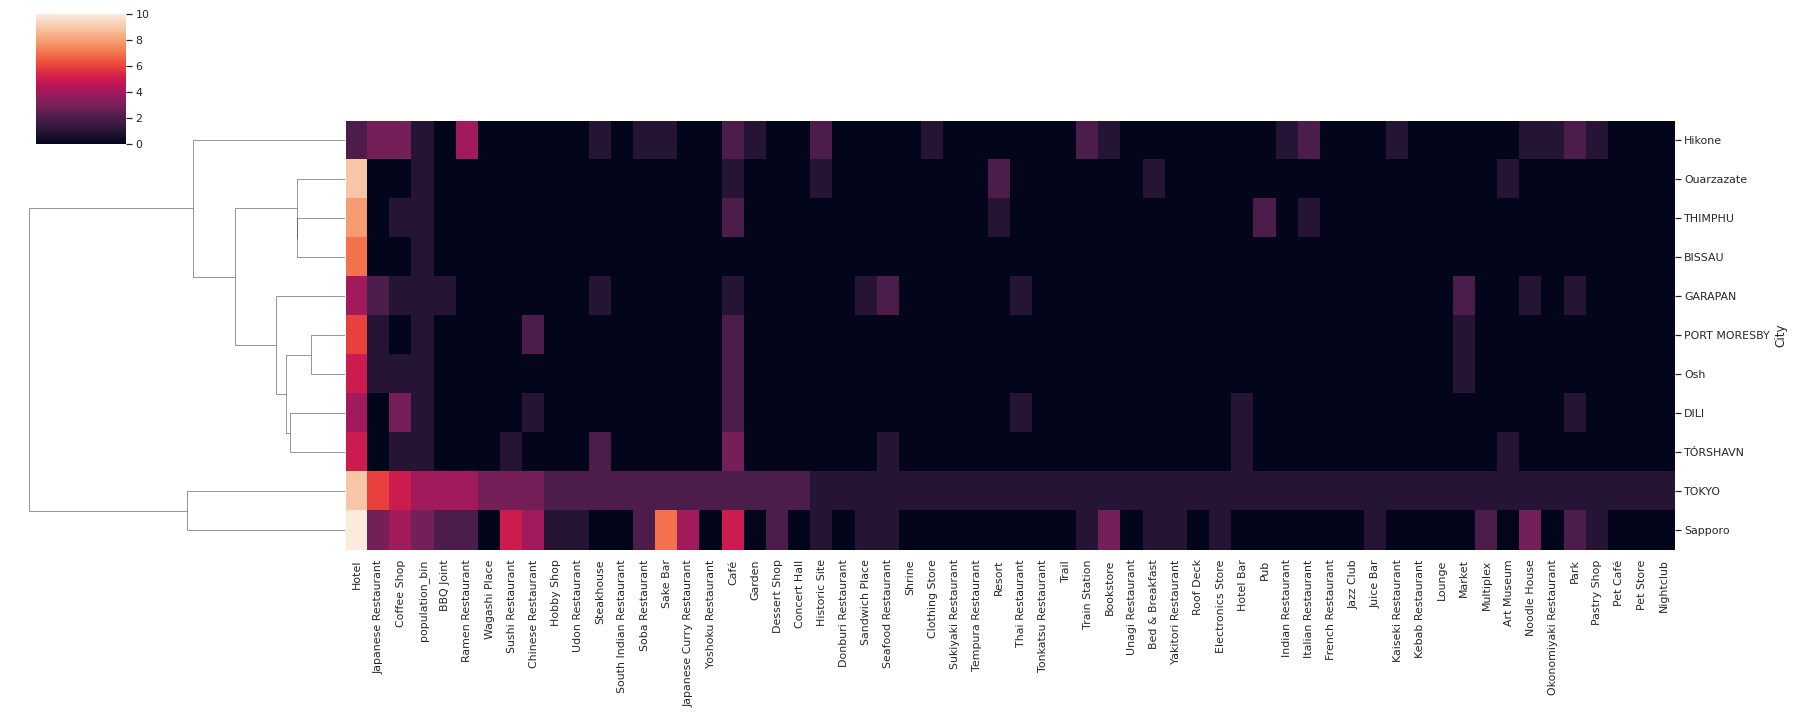 10
8
6
4
2
0
Hikone
Ouarzazate
THIMPHU
BISSAU
GARAPAN
PORT MORESBY
Osh
DILI
TÓRSHAVN
TOKYO
Sapporo
City
Hotel
Japanese Restaurant
Coffee Shop
population_bin
BBQ Joint
Ramen Restaurant
Wagashi Place
Sushi Restaurant
Chinese Restaurant
Hobby Shop
Udon Restaurant
Steakhouse
South Indian Restaurant
Soba Restaurant
Sake Bar
Japanese Curry Restaurant
Yoshoku Restaurant
Café
Garden
Dessert Shop
Concert Hall
Historic Site
Donburi Restaurant
Sandwich Place
Seafood Restaurant
Shrine
Clothing Store
Sukiyaki Restaurant
Tempura Restaurant
Resort
Thai Restaurant
Tonkatsu Restaurant
Trail
Train Station
Bookstore
Unagi Restaurant
Bed & Breakfast
Yakitori Restaurant
Roof Deck
Electronics Store
Hotel Bar
Pub
Indian Restaurant
Italian Restaurant
French Restaurant
Jazz Club
Juice Bar
Kaiseki Restaurant
Kebab Restaurant
Lounge
Market
Multiplex
Art Museum
Noodle House
Okonomiyaki Restaurant
Park
Pastry Shop
Pet Café
Pet Store
Nightclub